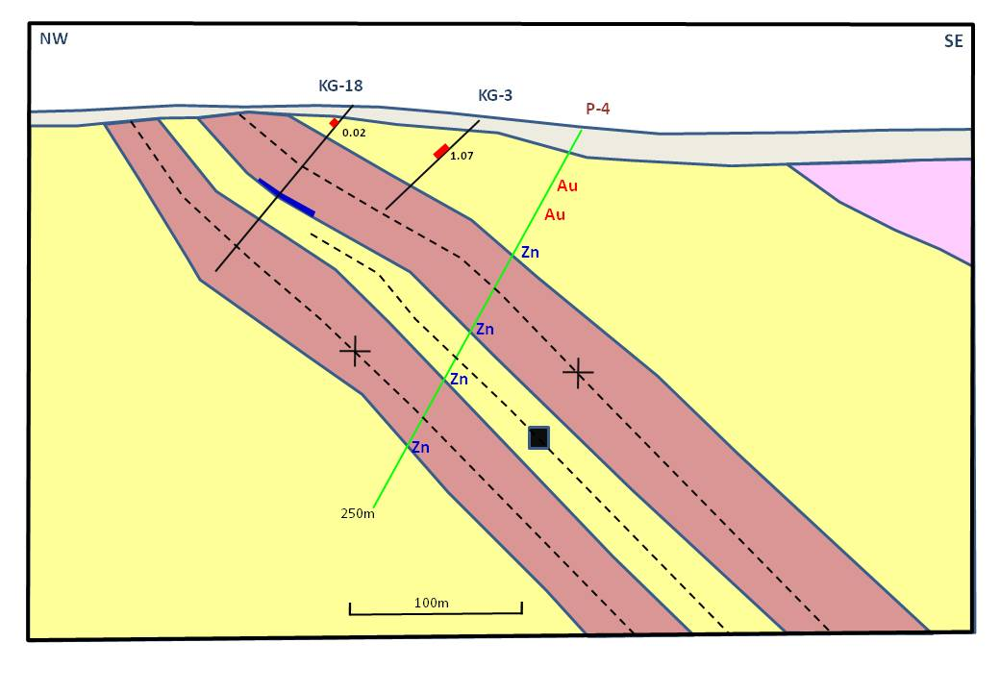 NW
SE
KG-18
KG-3
P-4
0.02
1.07
Au
Au
Zn
Zn
Zn
Zn
250m
100m